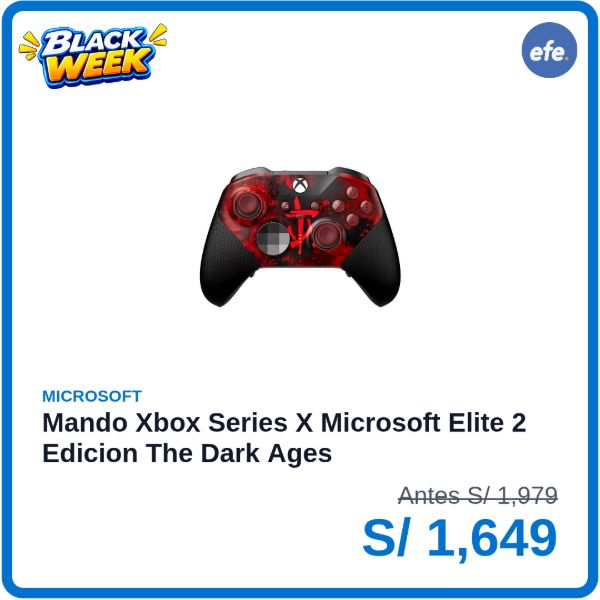 BLACK
WEEK
efe.
MICROSOFT
Mando Xbox Series X Microsoft Elite 2
Edicion The Dark Ages
Antes S/ 1,979
S/ 1,649